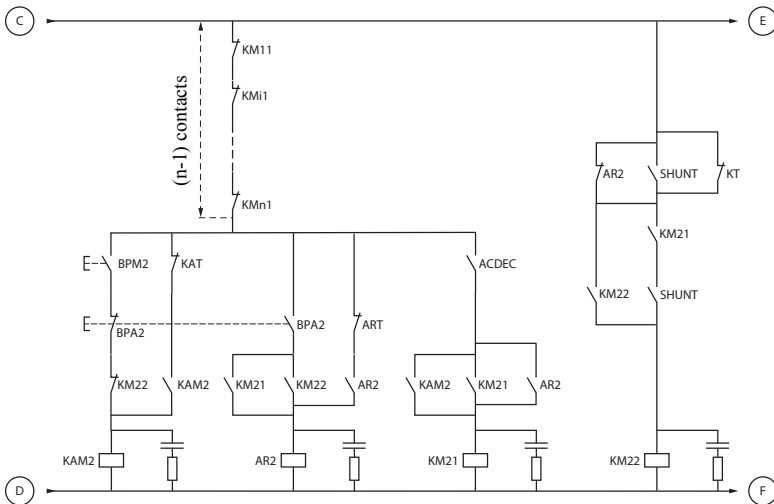 C
E
KM11
KMi1
(n-1) contacts
KMn1
AR2
SHUNT
KT
KM21
BPM2
KAT
ACDEC
KM22
SHUNT
BPA2
BPA2
ART
KM22
KAM2
KM21
KM22
AR2
KAM2
KM21
AR2
KAM2
AR2
KM21
KM22
D
F